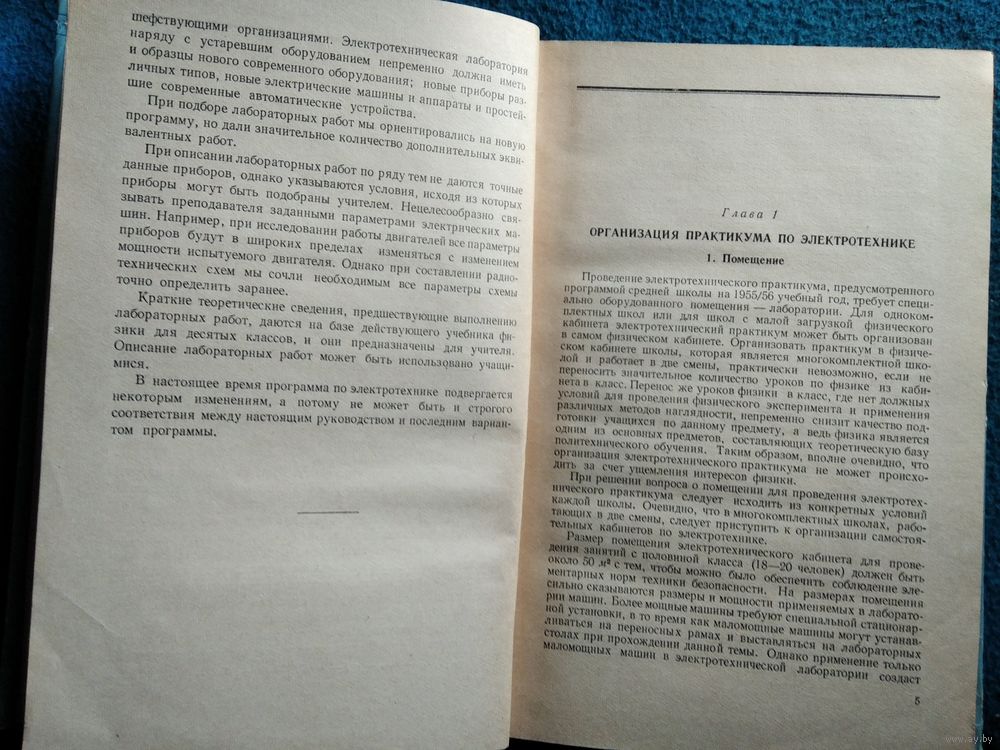 шефствующими организациями. Электротехническая лаборатория
наряду с устаревшим оборудованием непременно должна иметь
и образцы нового современного оборудования; новые приборы раз-
личных типов, новые электрические машины и аппараты и простей-
шие современные автоматические устройства.
При подборе лабораторных работ мы ориентировались на новую
программу, но дали значительное количество дополнительных экви-
валентных работ.
При описании лабораторных работ по ряду тем не даются точные
данные приборов, однако указываются условия, исходя из которых
приборы могут быть подобраны учителем. Нецелесообразно свя-
зывать преподавателя заданными параметрами электрических ма-
шин. Например, при исследовании работы двигателей все параметры
приборов будут в широких пределах изменяться с изменением
мощности испытуемого двигателя. Однако при составлении радио-
технических схем мы сочли необходимым все параметры схемы
точно определить заранее.
Краткие теоретические сведения, предшествующие выполнению
лабораторных работ, даются на базе действующего учебника фи-
зики для десятых классов, и они предназначены для учителя.
Описание лабораторных работ может быть использовано учащи-
мися.
В настоящее время программа по электротехнике подвергается
некоторым изменениям, а потому не может быть и строгого
соответствия между настоящим руководством и последним вариан-
том программы.
Глава 1
ОРГАНИЗАЦИЯ ПРАКТИКУМА ПО ЭЛЕКТРОТЕХНИКЕ
1. Помещение
Проведение электротехнического практикума, предусмотренного
программой средней школы на 1955/56 учебный год, требует специ-
ально оборудованного помещения — лаборатории. Для одноком-
плектных школ или для школ с малой загрузкой физического
кабинета электротехнический практикум может быть организован
в самом физическом кабинете. Организовать практикум в физиче-
ском кабинете школы, которая является многокомплектной шко-
лой и работает в две смены, практически невозможно, если не
переносить значительное количество уроков по физике из каби-
нета в класс. Перенос же уроков физики в класс, где нет должных
условий для проведения физического эксперимента и применения
различных методов наглядности, непременно снизит качество под-
готовки учащихся по данному предмету, а ведь физика является
одним из основных предметов, составляющих теоретическую базу
политехнического обучения. Таким образом, вполне очевидно, что
организация электротехнического практикума не может происхо-
дить за счет ущемления интересов физики.
При решении вопроса о помещении для проведения электротех-
нического практикума следует исходить из конкретных условий
каждой школы. Очевидно, что в многокомплектных школах, рабо-
тающих в две смены, следует приступить к организации самостоя-
тельных кабинетов по электротехнике.
Размер помещения электротехнического кабинета для прове-
дения занятий с половиной класса (18—20 человек) должен быть
около 50 м² с тем, чтобы можно было обеспечить соблюдение эле-
ментарных норм техники безопасности. На размерах помещения
сильно сказываются размеры и мощности применяемых в лаборато-
рии машин. Более мощные машины требуют специальной стационар-
ной установки, в то время как маломощные машины могут устанав-
ливаться на переносных рамах и выставляться на лабораторных
столах при прохождении данной темы. Однако применение только
маломощных машин в электротехнической лаборатории создаст
5
www.ay.by